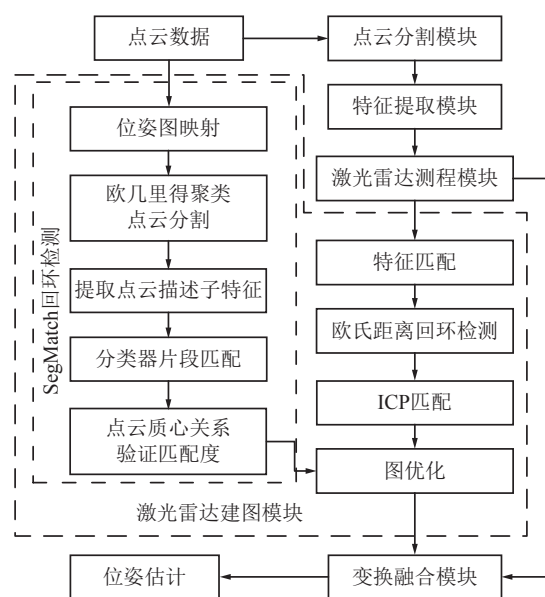 点云数据
点云分割模块
特征提取模块
激光雷达测程模块
SegMatch回环检测
位姿图映射
欧几里得聚类
点云分割
提取点云描述子特征
分类器片段匹配
点云质心关系
验证匹配度
特征匹配
欧氏距离回环检测
ICP匹配
图优化
激光雷达建图模块
变换融合模块
位姿估计